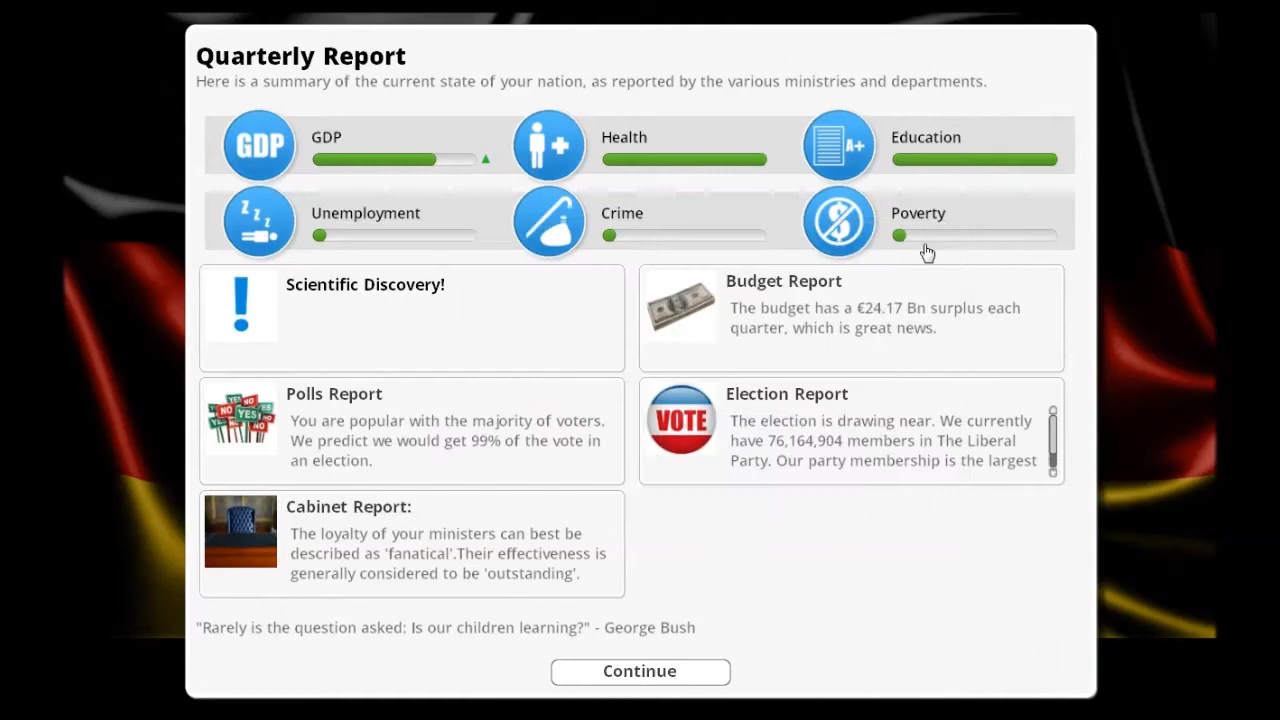 Quarterly Report
Here is a summary of the current state of your nation, as reported by the various ministries and departments.
GDP
GDP
Health
A+
Education
Z Z Z
Unemployment
Crime
Poverty
Scientific Discovery!
Budget Report
The budget has a €24.17 Bn surplus each
quarter, which is great news.
Polls Report
YES NO YES NO YES NO
You are popular with the majority of voters.
We predict we would get 99% of the vote in
an election.
VOTE
Election Report
The election is drawing near. We currently
have 76,164,904 members in The Liberal
Party. Our party membership is the largest
Cabinet Report:
The loyalty of your ministers can best be
described as 'fanatical'.Their effectiveness is
generally considered to be 'outstanding'.
"Rarely is the question asked: Is our children learning?" - George Bush
Continue